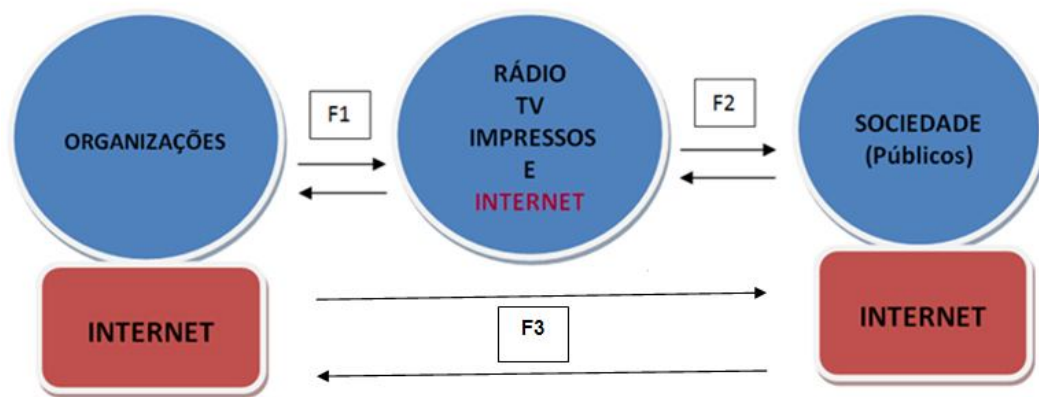 ORGANIZAÇÕES
F1
RÁDIO
TV
IMPRESSOS
E
INTERNET
F2
SOCIEDADE
(Públicos)
INTERNET
F3
INTERNET